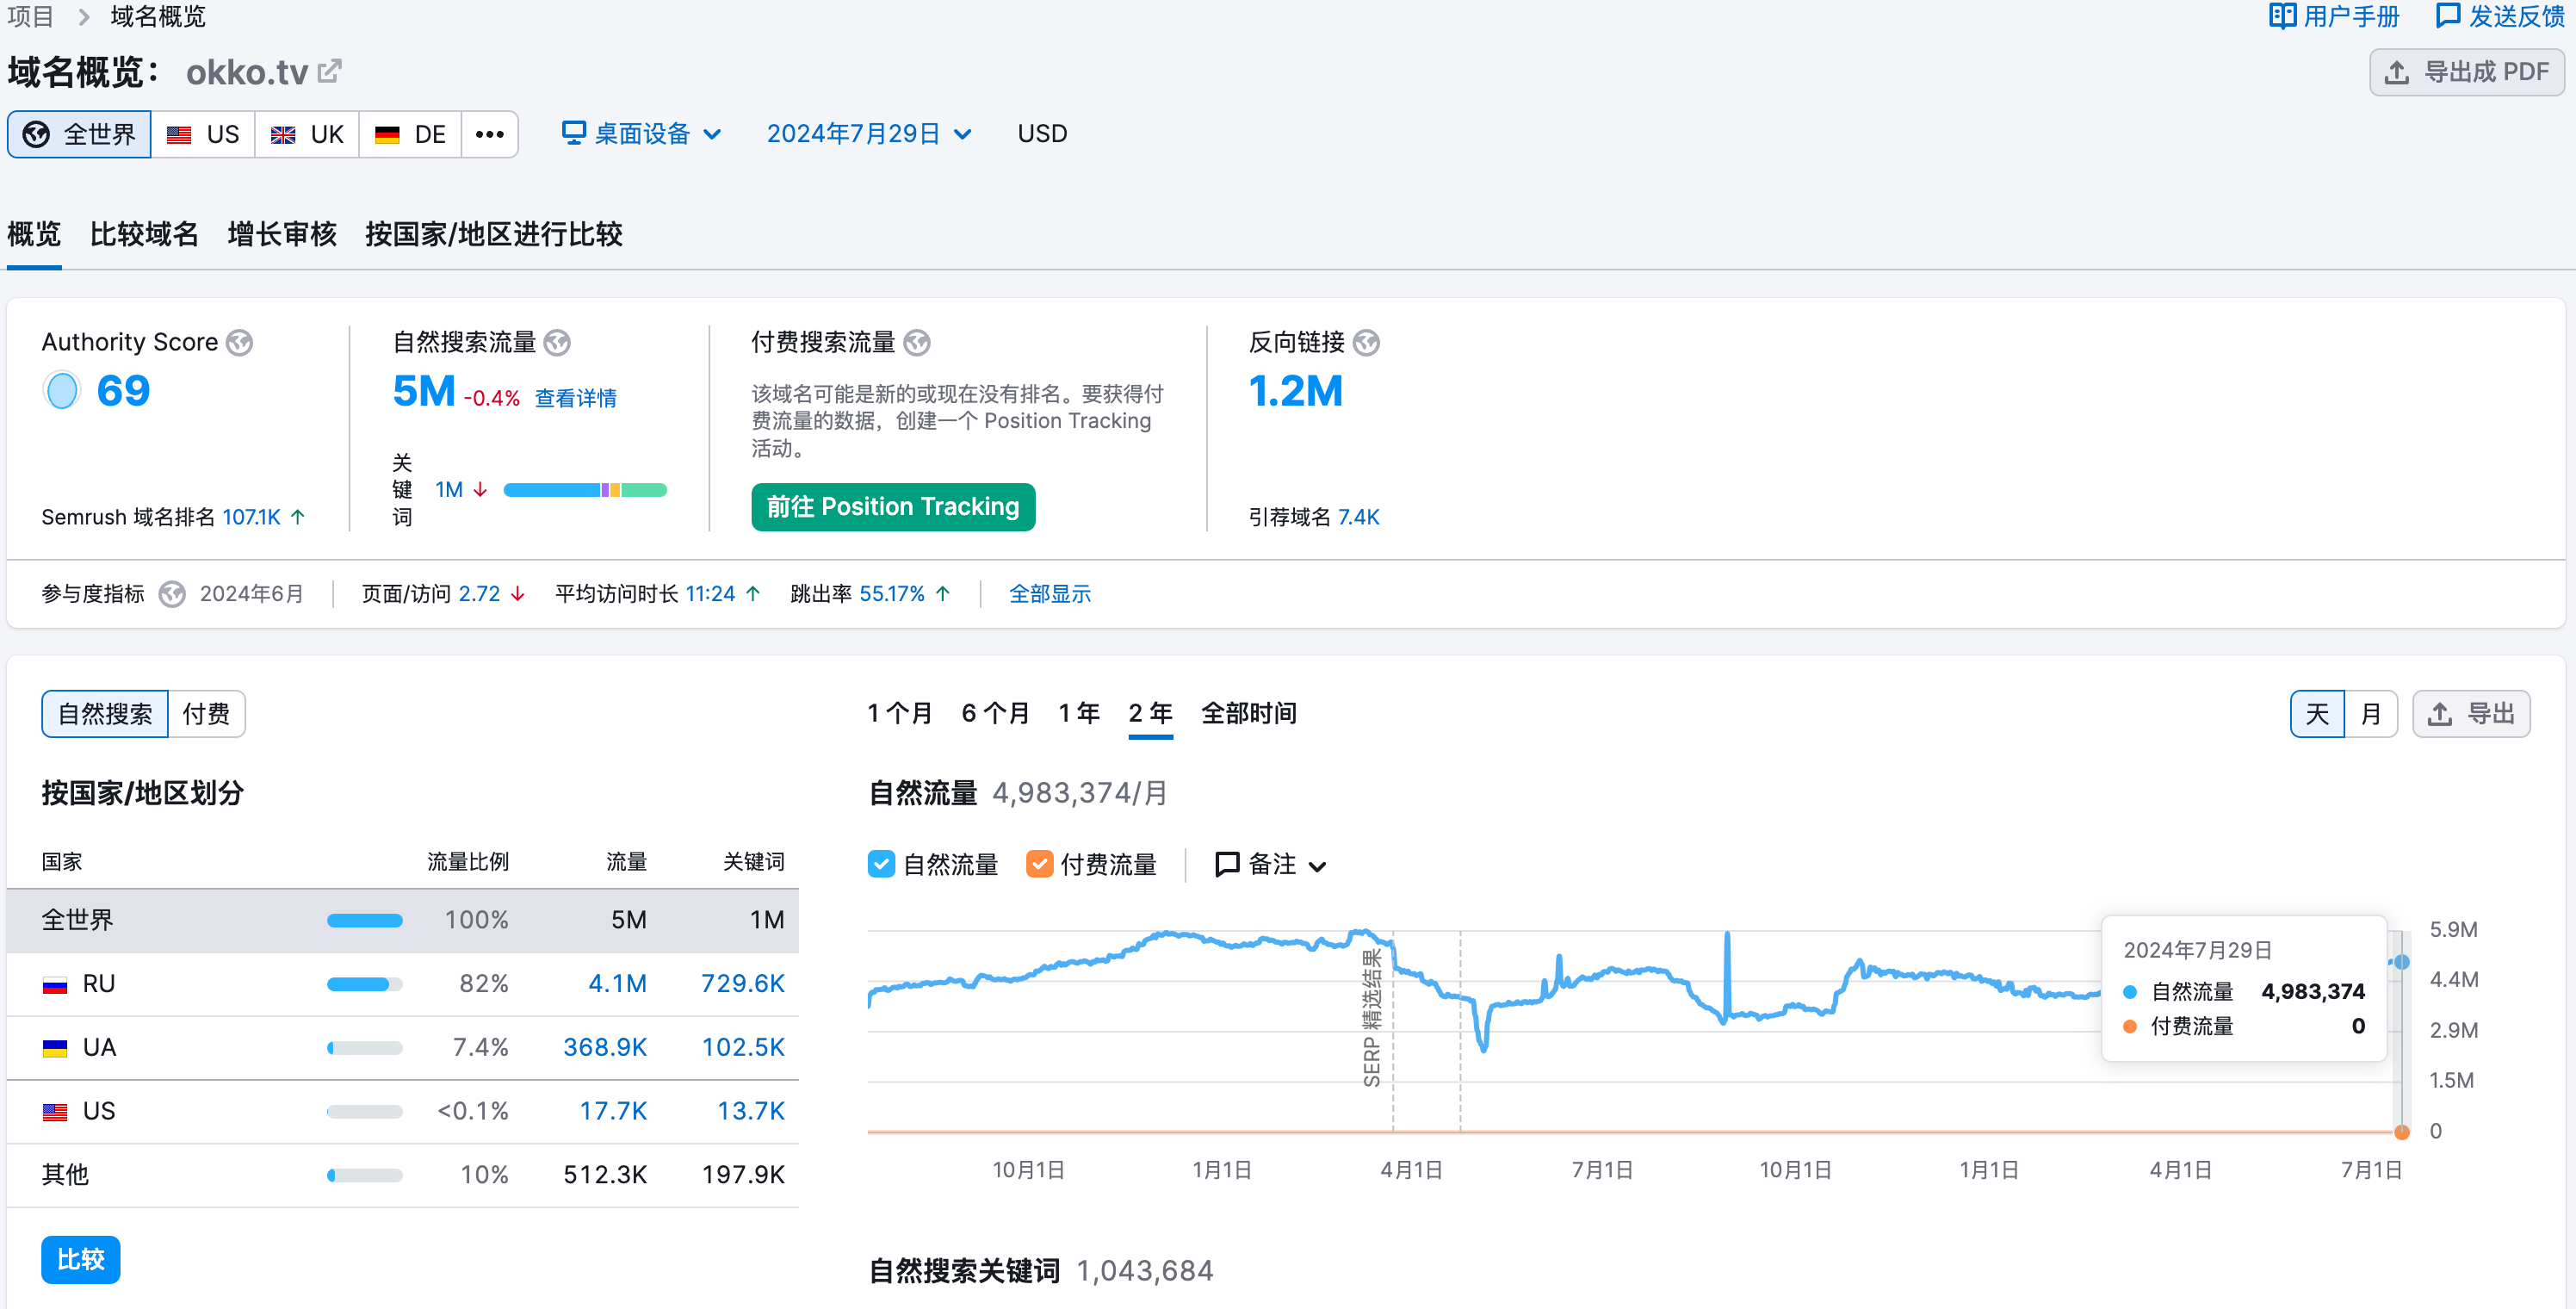 项目 > 域名概览
用户手册 发送反馈
域名概览： okko.tv
导出成 PDF
全世界 US UK DE •••
桌面设备 2024年7月29日 USD
概览 比较域名 增长审核 按国家/地区进行比较
Authority Score
69
Semrush 域名排名 107.1K ↑
自然搜索流量
5M -0.4% 查看详情
关键词 1M ↓
付费搜索流量
该域名可能是新的或现在没有排名。要获得付
费流量的数据，创建一个 Position Tracking
活动。
前往 Position Tracking
反向链接
1.2M
引荐域名 7.4K
参与度指标 2024年6月 页面/访问 2.72 ↓ 平均访问时长 11:24 ↑ 跳出率 55.17% ↑ 全部显示
自然搜索 付费
按国家/地区划分
国家 流量比例 流量 关键词
全世界 100% 5M 1M
RU 82% 4.1M 729.6K
UA 7.4% 368.9K 102.5K
US <0.1% 17.7K 13.7K
其他 10% 512.3K 197.9K
比较
1 个月 6 个月 1 年 2 年 全部时间
天 月 导出
自然流量 4,983,374/月
自然流量 付费流量 备注
SERP 精选结果
2024年7月29日
自然流量 4,983,374
付费流量 0
5.9M
4.4M
2.9M
1.5M
0
10月1日 1月1日 4月1日 7月1日 10月1日 1月1日 4月1日 7月1日
自然搜索关键词 1,043,684